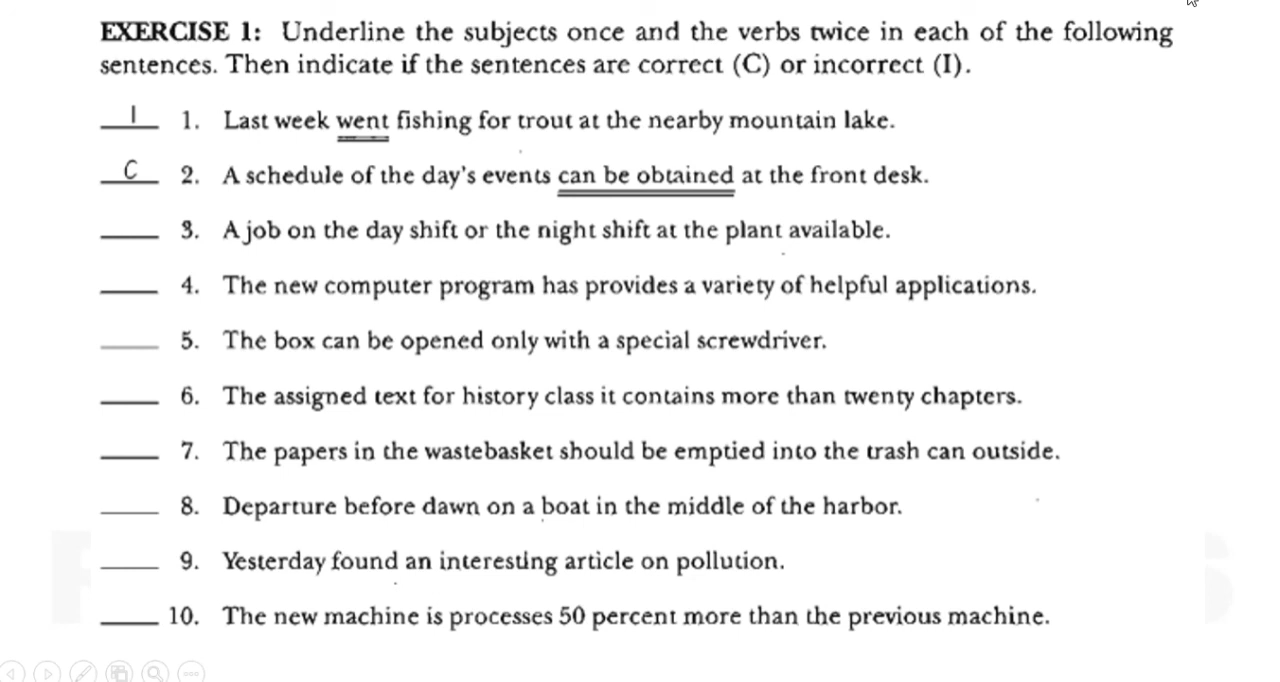 EXERCISE 1: Underline the subjects once and the verbs twice in each of the following
sentences. Then indicate if the sentences are correct (C) or incorrect (I).
I 1. Last week went fishing for trout at the nearby mountain lake.
C 2. A schedule of the day's events can be obtained at the front desk.
3. A job on the day shift or the night shift at the plant available.
4. The new computer program has provides a variety of helpful applications.
5. The box can be opened only with a special screwdriver.
6. The assigned text for history class it contains more than twenty chapters.
7. The papers in the wastebasket should be emptied into the trash can outside.
8. Departure before dawn on a boat in the middle of the harbor.
9. Yesterday found an interesting article on pollution.
10. The new machine is processes 50 percent more than the previous machine.